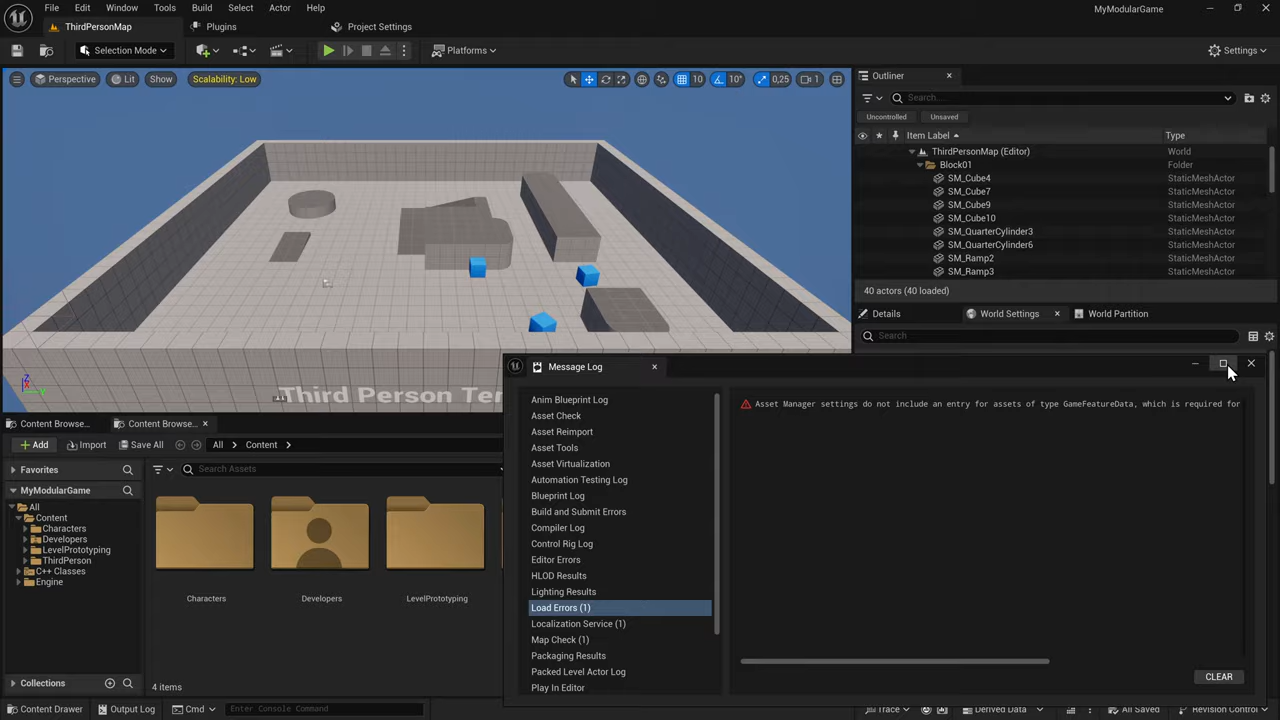 File Edit Window Tools Build Select Actor Help
MyModularGame
ThirdPersonMap
Plugins
Project Settings
Selection Mode
Platforms
Settings
Perspective
Lit
Show
Scalability: Low
10
10°
0,25
1
Third Person Te
Outliner
Search...
Uncontrolled
Unsaved
Item Label
Type
ThirdPersonMap (Editor) World
Block01 Folder
SM_Cube4 StaticMeshActor
SM_Cube7 StaticMeshActor
SM_Cube9 StaticMeshActor
SM_Cube10 StaticMeshActor
SM_QuarterCylinder3 StaticMeshActor
SM_QuarterCylinder6 StaticMeshActor
SM_Ramp2 StaticMeshActor
SM_Ramp3 StaticMeshActor
40 actors (40 loaded)
Details
World Settings
World Partition
Search
Message Log
Anim Blueprint Log
Asset Check
Asset Reimport
Asset Tools
Asset Virtualization
Automation Testing Log
Blueprint Log
Build and Submit Errors
Compiler Log
Control Rig Log
Editor Errors
HLOD Results
Lighting Results
Load Errors (1)
Localization Service (1)
Map Check (1)
Packaging Results
Packed Level Actor Log
Play In Editor
Asset Manager settings do not include an entry for assets of type GameFeatureData, which is required for
CLEAR
Content Browse...
Content Browse...
Add
Import
Save All
All
Content
Favorites
Search Assets
MyModularGame
All
Content
Characters
Developers
LevelPrototyping
ThirdPerson
C++ Classes
Engine
Collections
Characters
Developers
LevelPrototyping
4 items
Content Drawer
Output Log
Cmd
Enter Console Command
Trace
Derived Data
All Saved
Revision Control